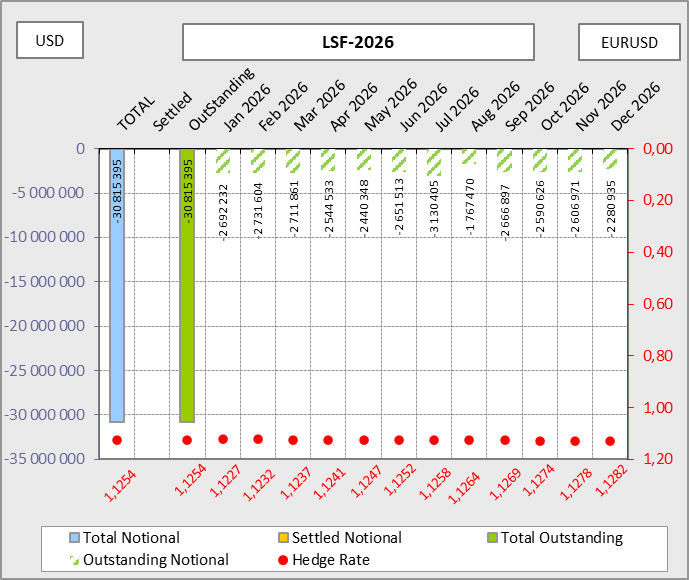 USD
LSF-2026
EURUSD
TOTAL
Settled
OutStanding
Jan 2026
Feb 2026
Mar 2026
Apr 2026
May 2026
Jun 2026
Jul 2026
Aug 2026
Sep 2026
Oct 2026
Nov 2026
Dec 2026
0
-5 000 000
-10 000 000
-15 000 000
-20 000 000
-25 000 000
-30 000 000
-35 000 000
-30 815 395
-30 815 395
-2 692 232
-2 731 604
-2 711 861
-2 544 533
-2 440 348
-2 651 513
-3 130 405
-1 767 470
-2 666 897
-2 590 626
-2 606 971
-2 280 935
0,00
0,20
0,40
0,60
0,80
1,00
1,20
1,1254
1,1254
1,1227
1,1232
1,1237
1,1241
1,1247
1,1252
1,1258
1,1264
1,1269
1,1274
1,1278
1,1282
Total Notional
Settled Notional
Total Outstanding
Outstanding Notional
Hedge Rate